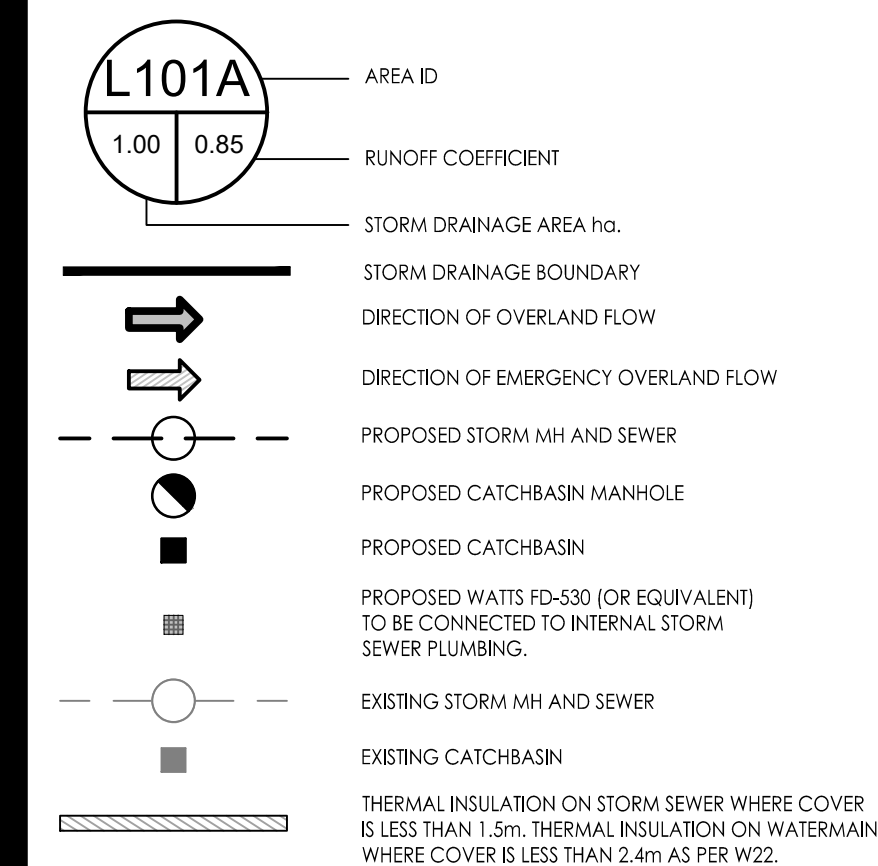 L101A
AREA ID
1.00 0.85
RUNOFF COEFFICIENT
STORM DRAINAGE AREA ha.
STORM DRAINAGE BOUNDARY
DIRECTION OF OVERLAND FLOW
DIRECTION OF EMERGENCY OVERLAND FLOW
PROPOSED STORM MH AND SEWER
PROPOSED CATCHBASIN MANHOLE
PROPOSED CATCHBASIN
PROPOSED WATTS FD-530 (OR EQUIVALENT)
TO BE CONNECTED TO INTERNAL STORM
SEWER PLUMBING.
EXISTING STORM MH AND SEWER
EXISTING CATCHBASIN
THERMAL INSULATION ON STORM SEWER WHERE COVER
IS LESS THAN 1.5m. THERMAL INSULATION ON WATERMAIN
WHERE COVER IS LESS THAN 2.4m AS PER W22.